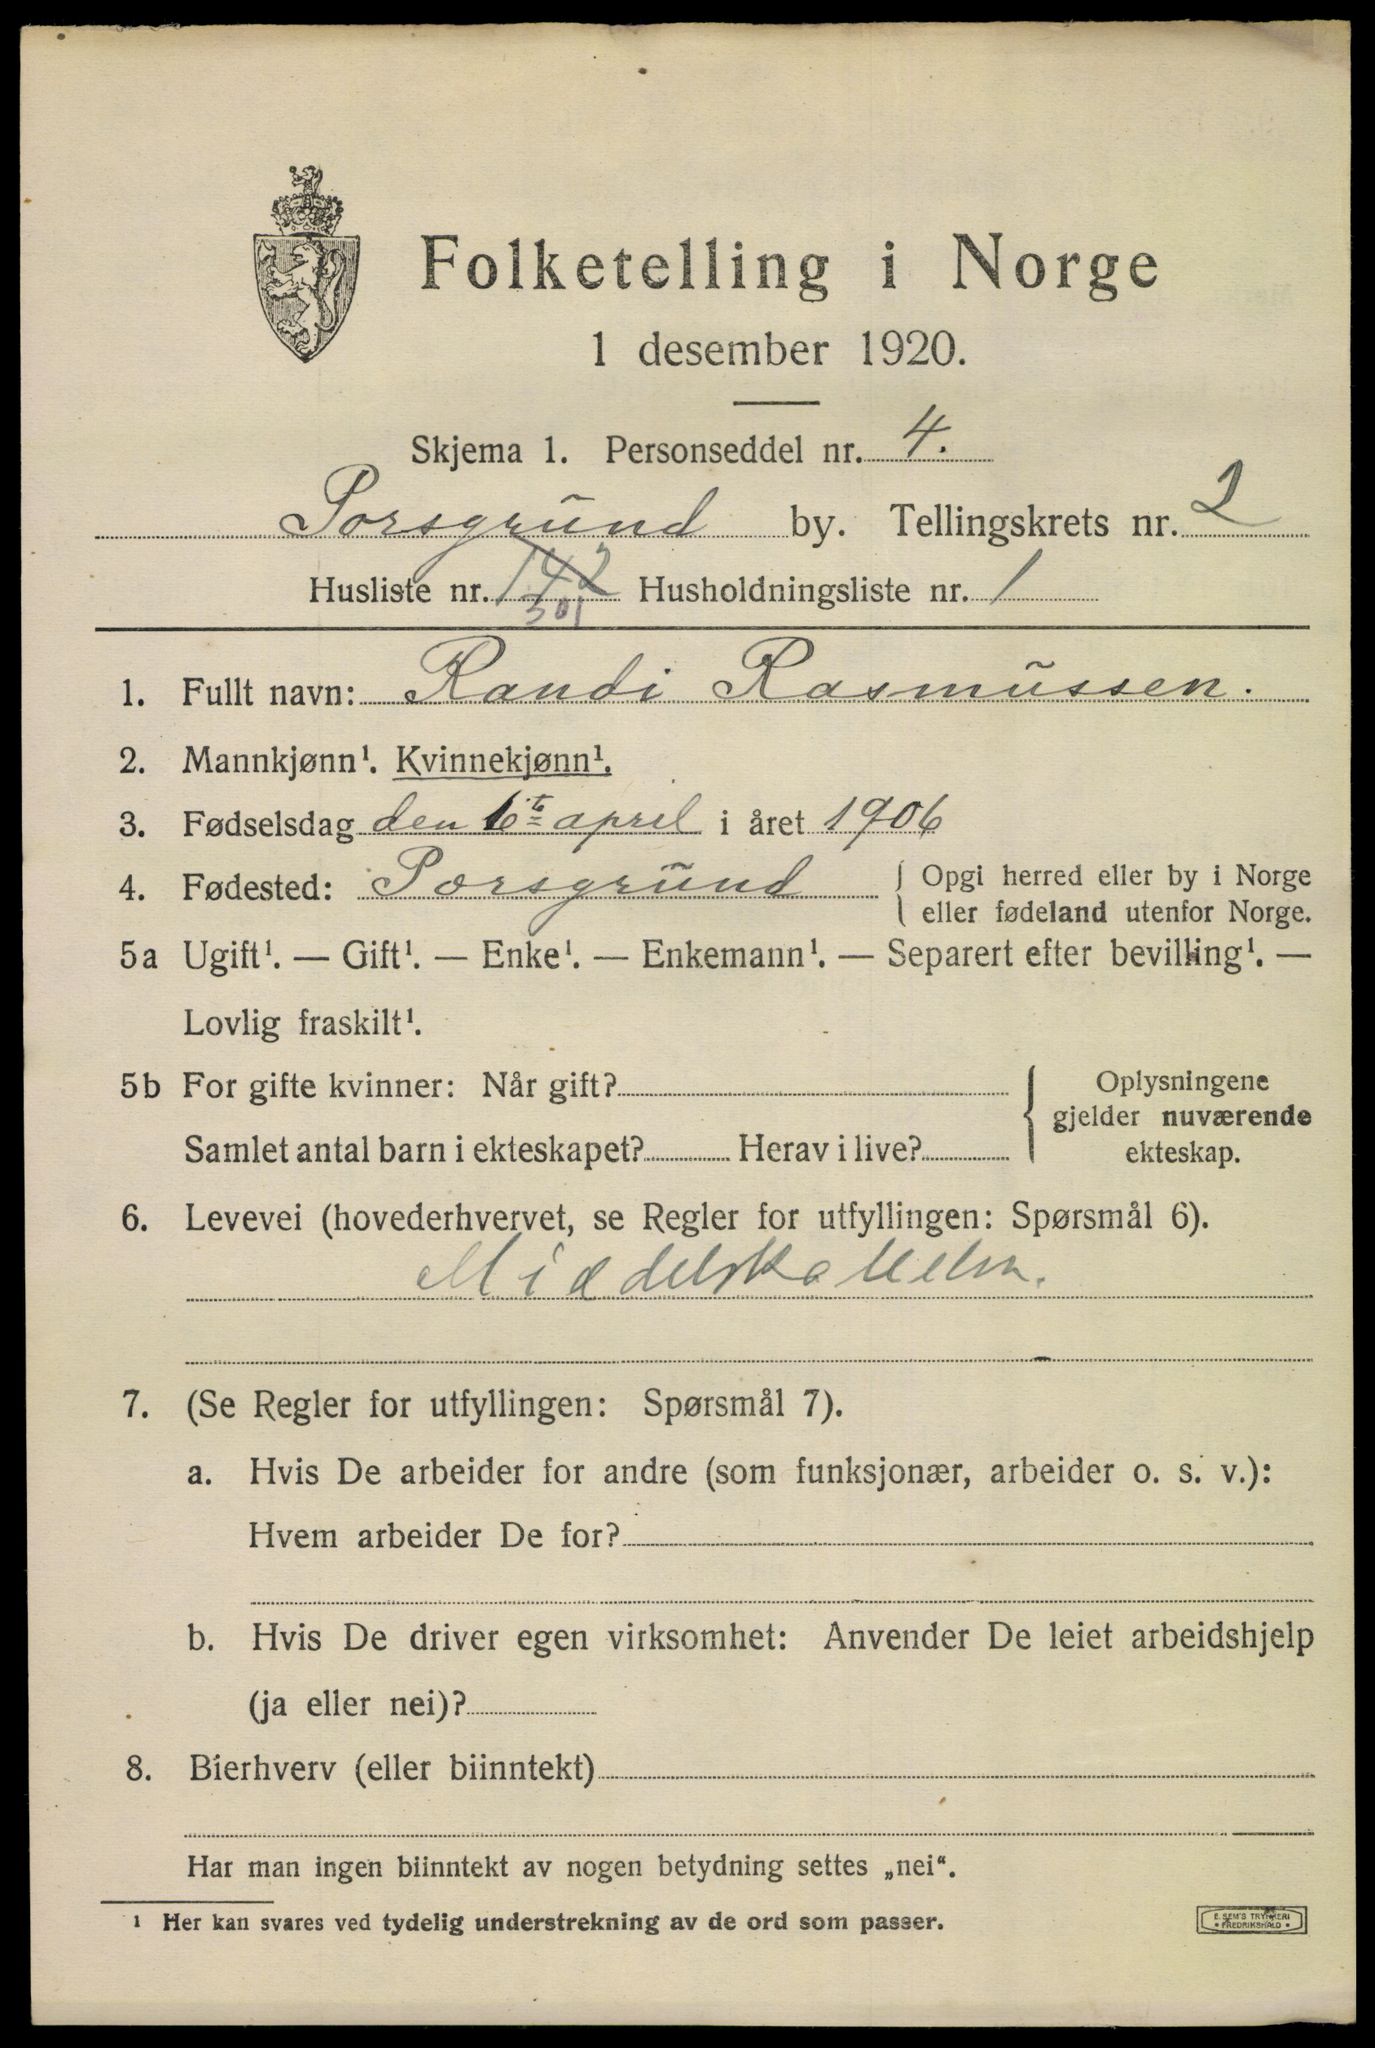 Folketelling i Norge
1 desember 1920.
Skjema 1. Personseddel nr. 4.
Porsgrund by. Tellingskrets nr. 2
Husliste nr. 142 Husholdningsliste nr. 1
301
1. Fullt navn: Randi Rasmussen.
2. Mannkjønn¹. Kvinnekjønn¹.
3. Fødselsdag den 6te april i året 1906
4. Fødested: Porsgrund { Opgi herred eller by i Norge
eller fødeland utenfor Norge.
5a Ugift¹. — Gift¹. — Enke¹. — Enkemann¹. — Separert efter bevilling¹. —
Lovlig fraskilt¹.
5b For gifte kvinner: Når gift? { Oplysningene
gjelder nuværende
Samlet antal barn i ekteskapet? Herav i live? ekteskap.
6. Levevei (hovederhvervet, se Regler for utfyllingen: Spørsmål 6).
Middelskoleelev.
7. (Se Regler for utfyllingen: Spørsmål 7).
a. Hvis De arbeider for andre (som funksjonær, arbeider o. s. v.):
Hvem arbeider De for?
b. Hvis De driver egen virksomhet: Anvender De leiet arbeidshjelp
(ja eller nei)?
8. Bierhverv (eller biinntekt)
Har man ingen biinntekt av nogen betydning settes „nei“.
¹ Her kan svares ved tydelig understrekning av de ord som passer.
E. SEM'S TRYKKERI
• FREDRIKSHALD •